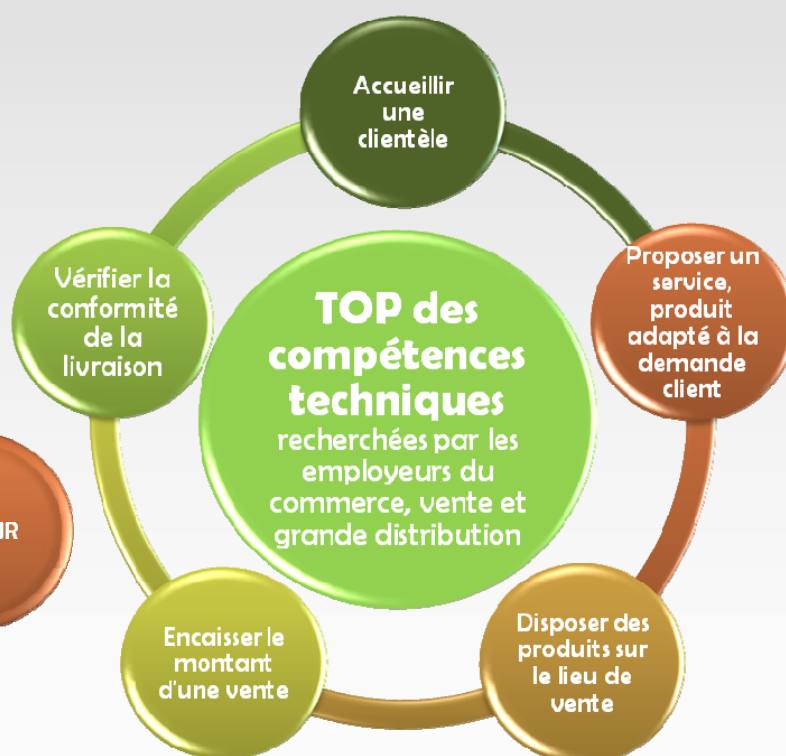 Accueillir
une
clientèle
Proposer un
service,
produit
adapté à la
demande
client
Disposer des
produits sur
le lieu de
vente
Encaisser le
montant
d'une vente
Vérifier la
conformité
de la
livraison
TOP des
compétences
techniques
recherchées par les
employeurs du
commerce, vente et
grande distribution